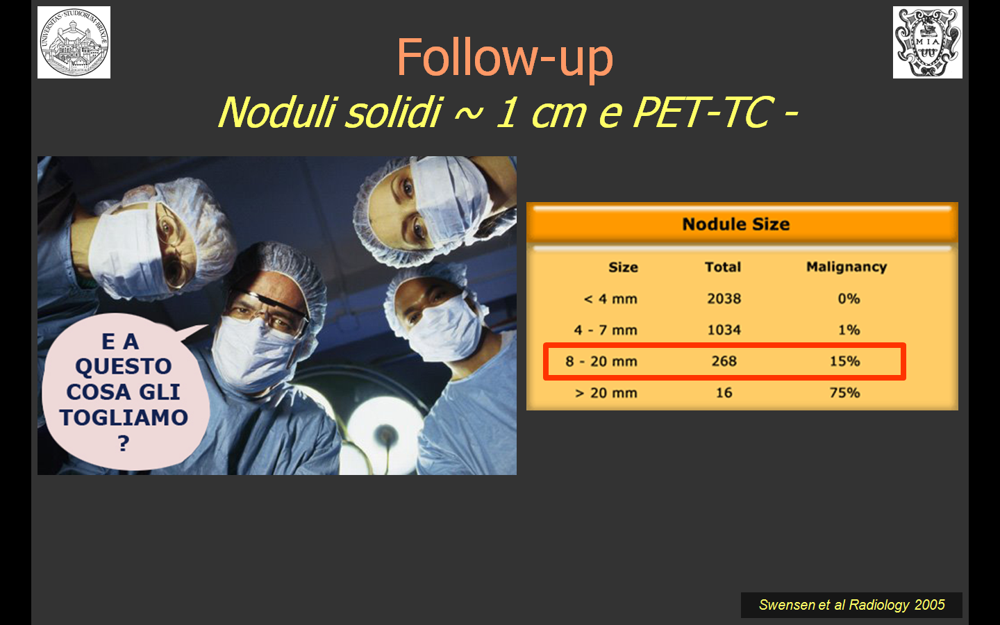 UNIVERSITAS · STUDIORUM · BRIXIÆ
MIA
Follow-up
Noduli solidi ~ 1 cm e PET-TC -
E A
QUESTO
COSA GLI
TOGLIAMO
?
Nodule Size
Size Total Malignancy
< 4 mm 2038 0%
4 - 7 mm 1034 1%
8 - 20 mm 268 15%
> 20 mm 16 75%
Swensen et al Radiology 2005